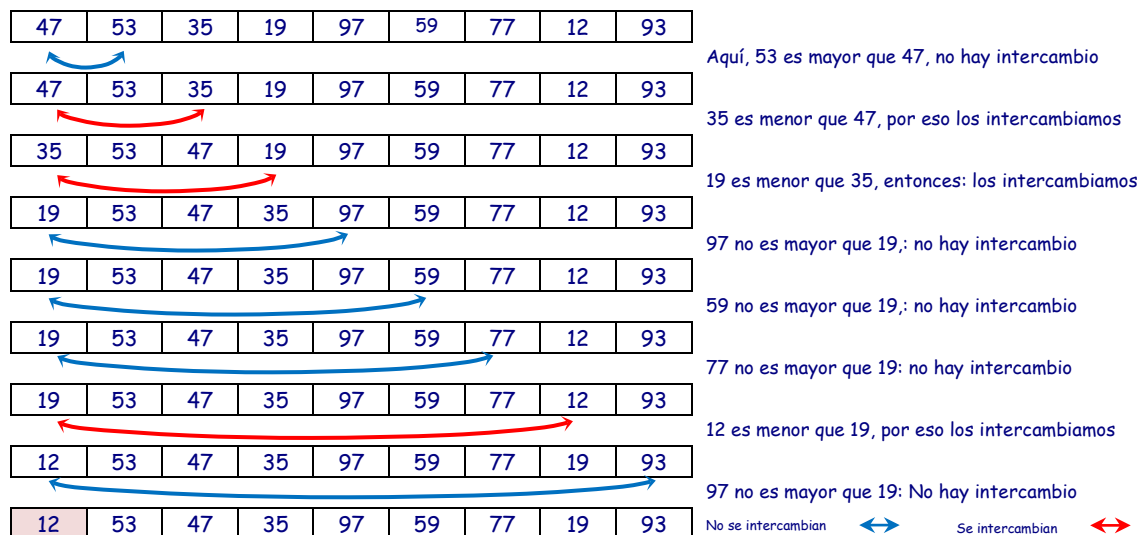 47 53 35 19 97 59 77 12 93
Aquí, 53 es mayor que 47, no hay intercambio
47 53 35 19 97 59 77 12 93
35 es menor que 47, por eso los intercambiamos
35 53 47 19 97 59 77 12 93
19 es menor que 35, entonces: los intercambiamos
19 53 47 35 97 59 77 12 93
97 no es mayor que 19,: no hay intercambio
19 53 47 35 97 59 77 12 93
59 no es mayor que 19,: no hay intercambio
19 53 47 35 97 59 77 12 93
77 no es mayor que 19: no hay intercambio
19 53 47 35 97 59 77 12 93
12 es menor que 19, por eso los intercambiamos
12 53 47 35 97 59 77 19 93
97 no es mayor que 19: No hay intercambio
12 53 47 35 97 59 77 19 93
No se intercambian Se intercambian